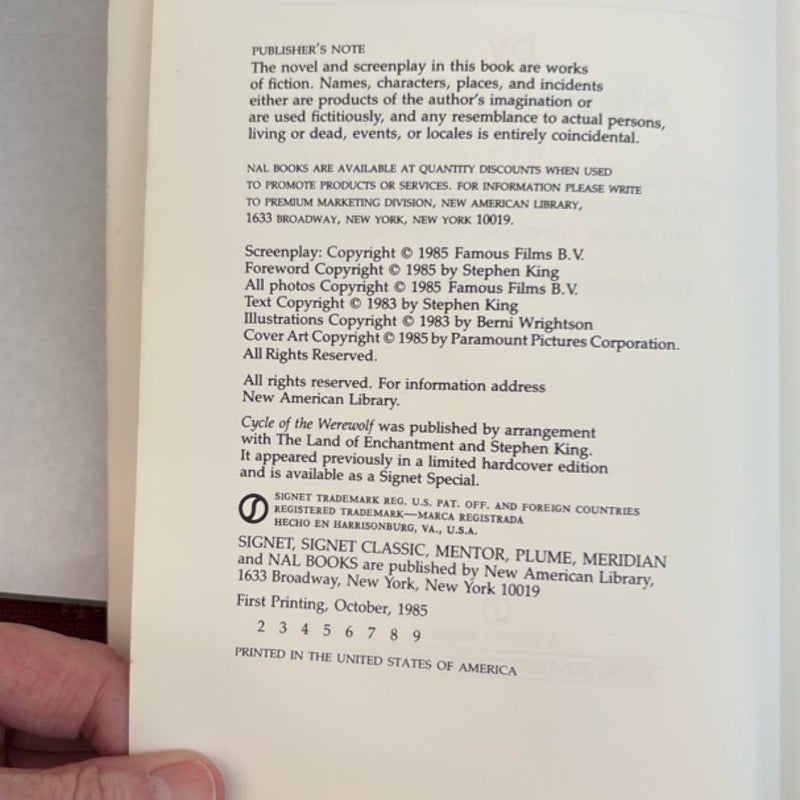 PUBLISHER'S NOTE
The novel and screenplay in this book are works
of fiction. Names, characters, places, and incidents
either are products of the author's imagination or
are used fictitiously, and any resemblance to actual persons,
living or dead, events, or locales is entirely coincidental.
NAL BOOKS ARE AVAILABLE AT QUANTITY DISCOUNTS WHEN USED
TO PROMOTE PRODUCTS OR SERVICES. FOR INFORMATION PLEASE WRITE
TO PREMIUM MARKETING DIVISION, NEW AMERICAN LIBRARY,
1633 BROADWAY, NEW YORK, NEW YORK 10019.
Screenplay: Copyright © 1985 Famous Films B.V.
Foreword Copyright © 1985 by Stephen King
All photos Copyright © 1985 Famous Films B.V.
Text Copyright © 1983 by Stephen King
Illustrations Copyright © 1983 by Berni Wrightson
Cover Art Copyright © 1985 by Paramount Pictures Corporation.
All Rights Reserved.
All rights reserved. For information address
New American Library.
Cycle of the Werewolf was published by arrangement
with The Land of Enchantment and Stephen King.
It appeared previously in a limited hardcover edition
and is available as a Signet Special.
SIGNET TRADEMARK REG. U.S. PAT. OFF. AND FOREIGN COUNTRIES
REGISTERED TRADEMARK—MARCA REGISTRADA
HECHO EN HARRISONBURG, VA., U.S.A.
SIGNET, SIGNET CLASSIC, MENTOR, PLUME, MERIDIAN
and NAL BOOKS are published by New American Library,
1633 Broadway, New York, New York 10019
First Printing, October, 1985
2 3 4 5 6 7 8 9
PRINTED IN THE UNITED STATES OF AMERICA